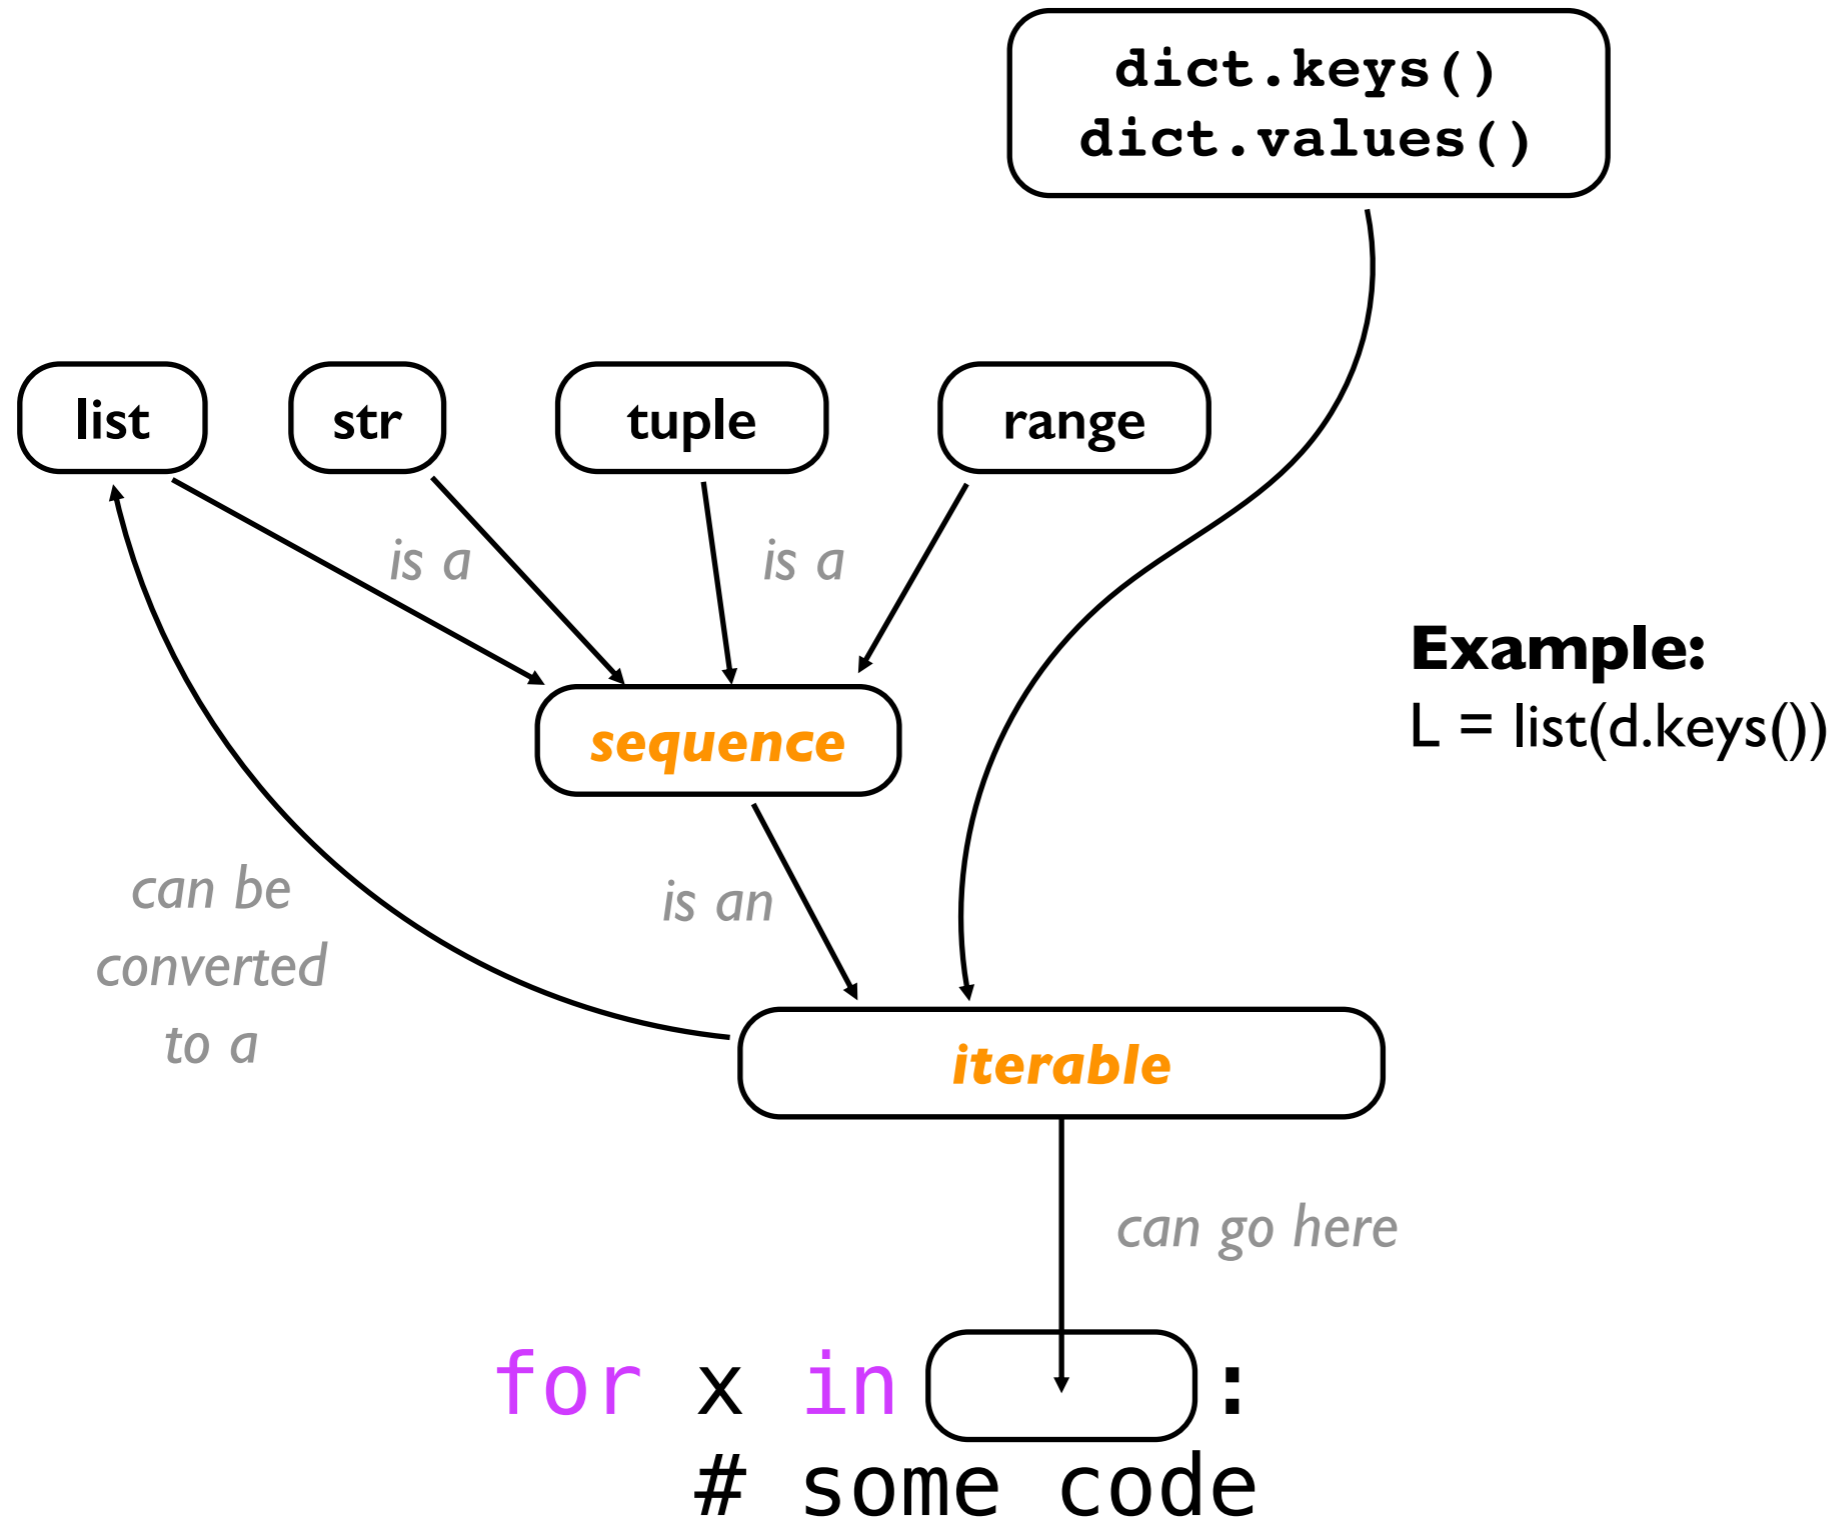 dict.keys()
dict.values()
list
str
tuple
range
is a
is a
Example:
L = list(d.keys())
sequence
can be
converted
to a
is an
iterable
can go here
for x in :
# some code